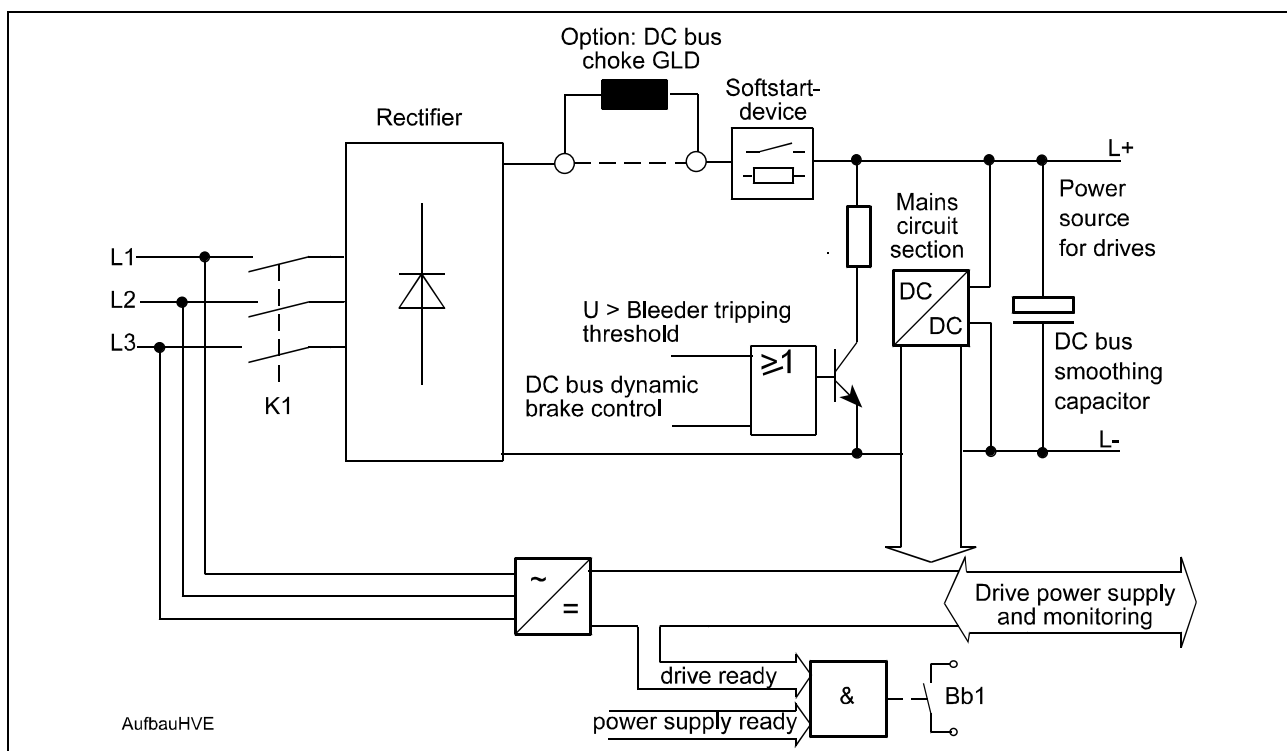 Option: DC bus
choke GLD
Softstart-
device
Rectifier
L+
Power
source
for drives
Mains
circuit
section
L1
L2
L3
DC
DC
U > Bleeder tripping
threshold
≥1
DC bus dynamic
brake control
DC bus
smoothing
capacitor
K1
L-
~
=
Drive power supply
and monitoring
drive ready
&
Bb1
power supply ready
AufbauHVE